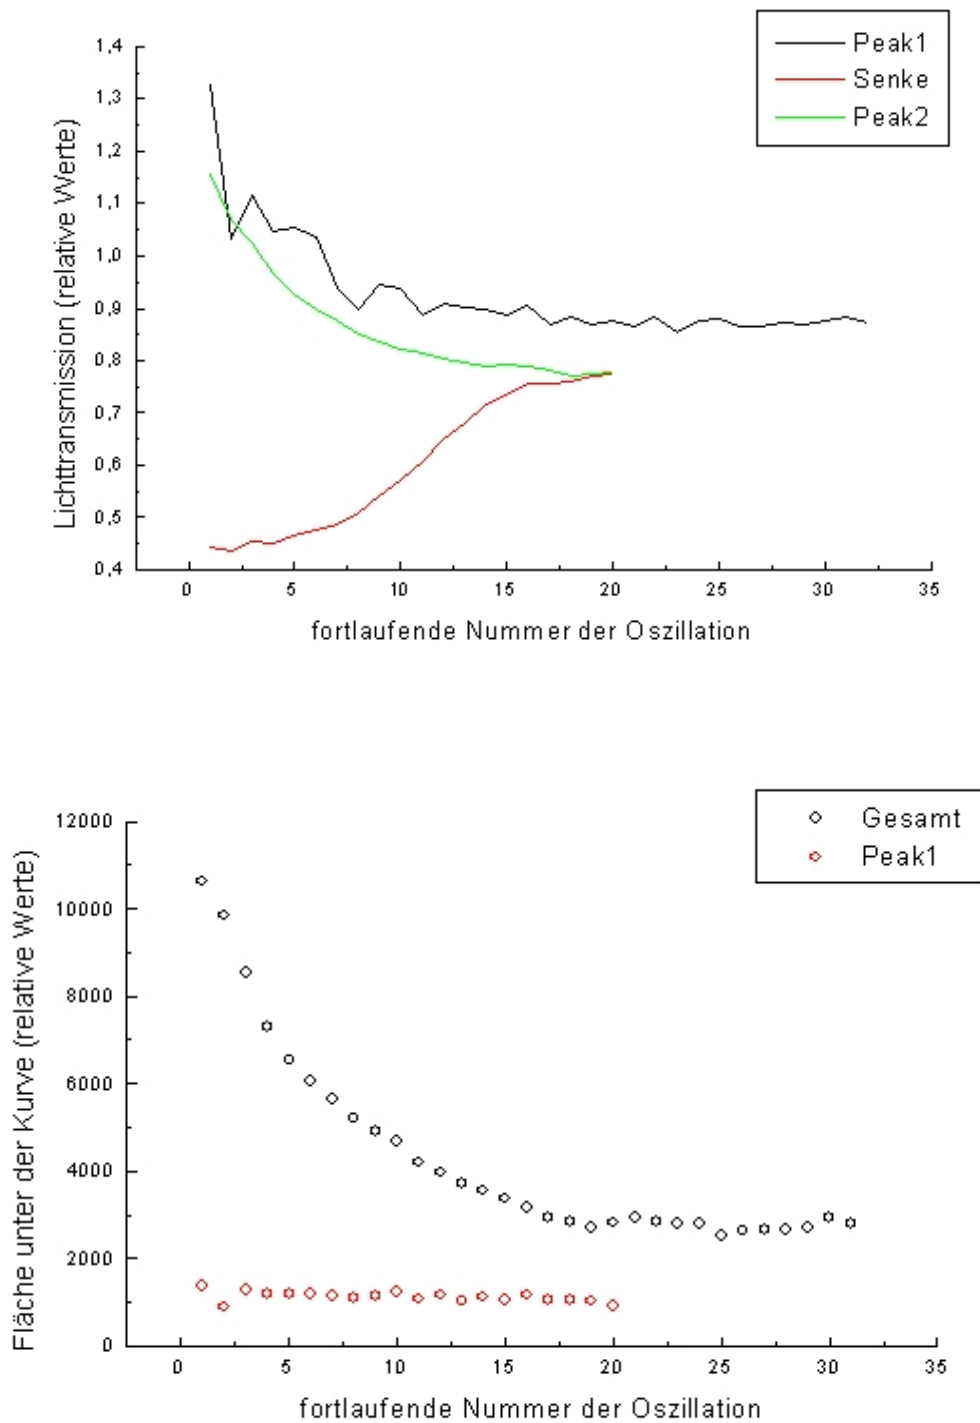 Peak1
Senke
Peak2
Lichttransmission (relative Werte)
1,4
1,3
1,2
1,1
1,0
0,9
0,8
0,7
0,6
0,5
0,4
0 5 10 15 20 25 30 35
fortlaufende Nummer der Oszillation
Gesamt
Peak1
Fläche unter der Kurve (relative Werte)
12000
10000
8000
6000
4000
2000
0
0 5 10 15 20 25 30 35
fortlaufende Nummer der Oszillation